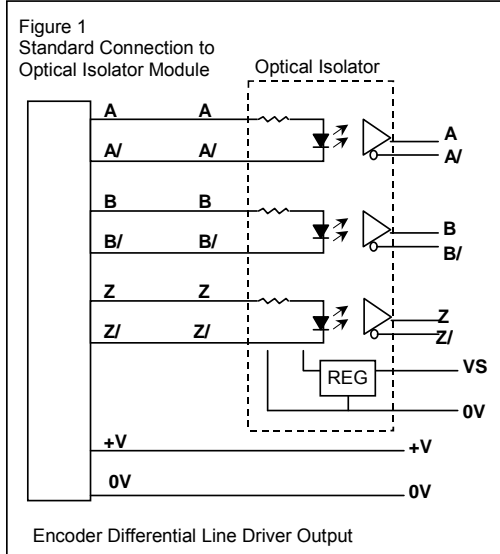 Figure 1
Standard Connection to
Optical Isolator Module
Optical Isolator
A A A
A/ A/ A/
B B B
B/ B/ B/
Z Z Z
Z/ Z/ Z/
VS
REG
0V
+V +V
0V 0V
Encoder Differential Line Driver Output